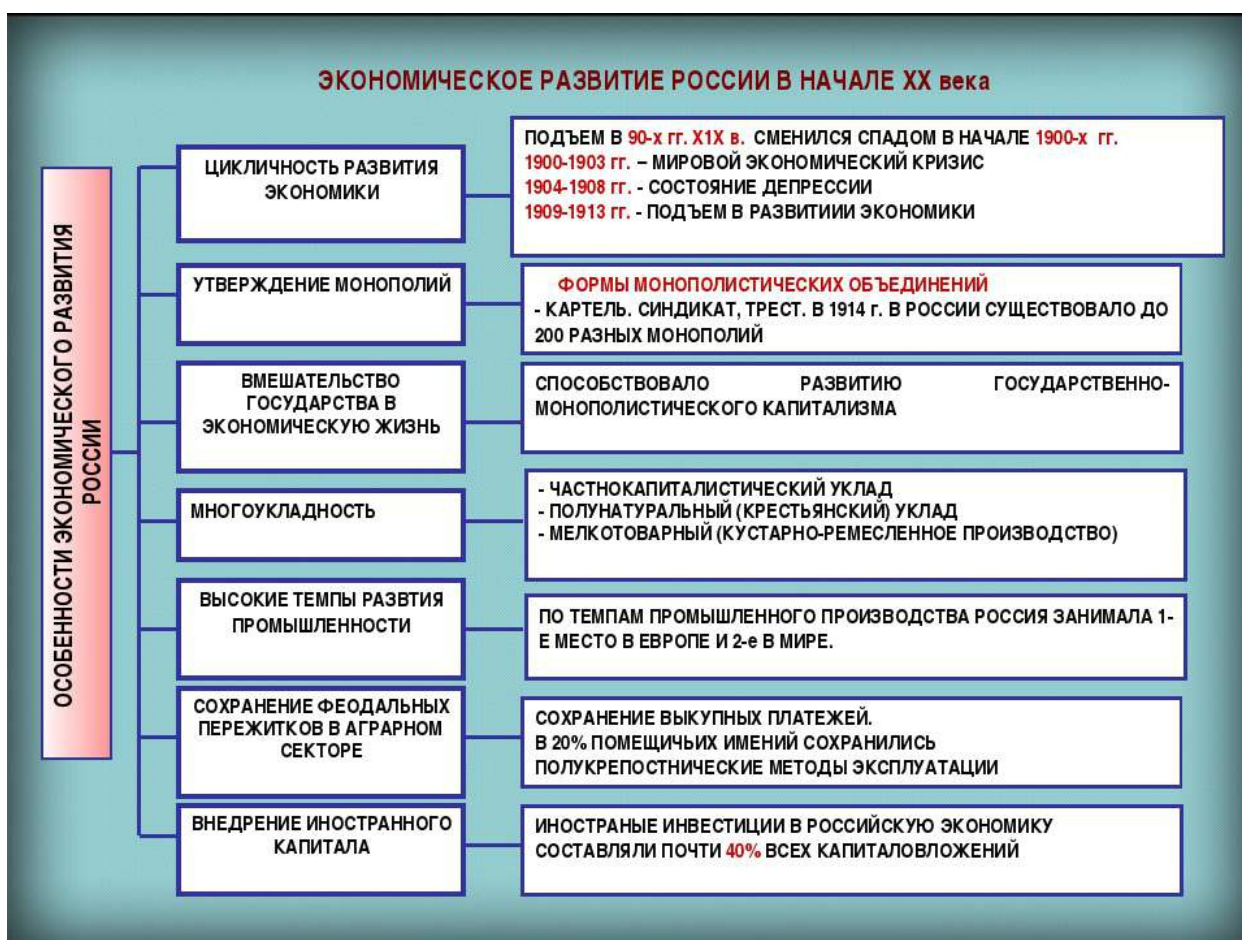 ЭКОНОМИЧЕСКОЕ РАЗВИТИЕ РОССИИ В НАЧАЛЕ XX века
ОСОБЕННОСТИ ЭКОНОМИЧЕСКОГО РАЗВИТИЯ
РОССИИ
ЦИКЛИЧНОСТЬ РАЗВИТИЯ
ЭКОНОМИКИ
ПОДЪЕМ В 90-х гг. X1X в. СМЕНИЛСЯ СПАДОМ В НАЧАЛЕ 1900-х гг.
1900-1903 гг. – МИРОВОЙ ЭКОНОМИЧЕСКИЙ КРИЗИС
1904-1908 гг. - СОСТОЯНИЕ ДЕПРЕССИИ
1909-1913 гг. - ПОДЪЕМ В РАЗВИТИИИ ЭКОНОМИКИ
УТВЕРЖДЕНИЕ МОНОПОЛИЙ
ФОРМЫ МОНОПОЛИСТИЧЕСКИХ ОБЪЕДИНЕНИЙ
- КАРТЕЛЬ. СИНДИКАТ, ТРЕСТ. В 1914 г. В РОССИИ СУЩЕСТВОВАЛО ДО
200 РАЗНЫХ МОНОПОЛИЙ
ВМЕШАТЕЛЬСТВО
ГОСУДАРСТВА В
ЭКОНОМИЧЕСКУЮ ЖИЗНЬ
СПОСОБСТВОВАЛО РАЗВИТИЮ ГОСУДАРСТВЕННО-
МОНОПОЛИСТИЧЕСКОГО КАПИТАЛИЗМА
МНОГОУКЛАДНОСТЬ
- ЧАСТНОКАПИТАЛИСТИЧЕСКИЙ УКЛАД
- ПОЛУНАТУРАЛЬНЫЙ (КРЕСТЬЯНСКИЙ) УКЛАД
- МЕЛКОТОВАРНЫЙ (КУСТАРНО-РЕМЕСЛЕННОЕ ПРОИЗВОДСТВО)
ВЫСОКИЕ ТЕМПЫ РАЗВТИЯ
ПРОМЫШЛЕННОСТИ
ПО ТЕМПАМ ПРОМЫШЛЕННОГО ПРОИЗВОДСТВА РОССИЯ ЗАНИМАЛА 1-
Е МЕСТО В ЕВРОПЕ И 2-е В МИРЕ.
СОХРАНЕНИЕ ФЕОДАЛЬНЫХ
ПЕРЕЖИТКОВ В АГРАРНОМ
СЕКТОРЕ
СОХРАНЕНИЕ ВЫКУПНЫХ ПЛАТЕЖЕЙ.
В 20% ПОМЕЩИЧЬИХ ИМЕНИЙ СОХРАНИЛИСЬ
ПОЛУКРЕПОСТНИЧЕСКИЕ МЕТОДЫ ЭКСПЛУАТАЦИИ
ВНЕДРЕНИЕ ИНОСТРАННОГО
КАПИТАЛА
ИНОСТРАНЫЕ ИНВЕСТИЦИИ В РОССИЙСКУЮ ЭКОНОМИКУ
СОСТАВЛЯЛИ ПОЧТИ 40% ВСЕХ КАПИТАЛОВЛОЖЕНИЙ